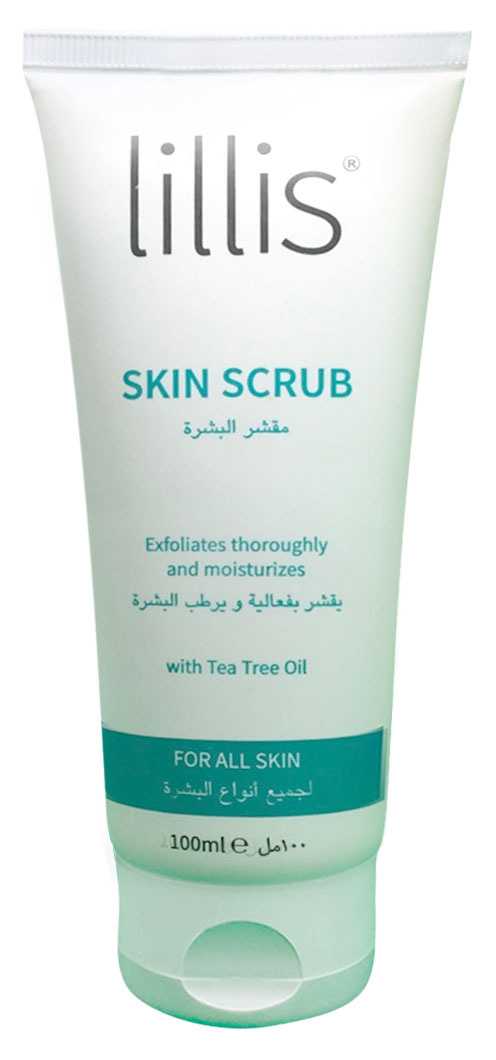 lillis®
SKIN SCRUB
مقشر البشرة
Exfoliates thoroughly
and moisturizes
يقشر بفعالية و يرطب البشرة
with Tea Tree Oil
FOR ALL SKIN
لجميع أنواع البشرة
100ml ℮ ١٠٠مل